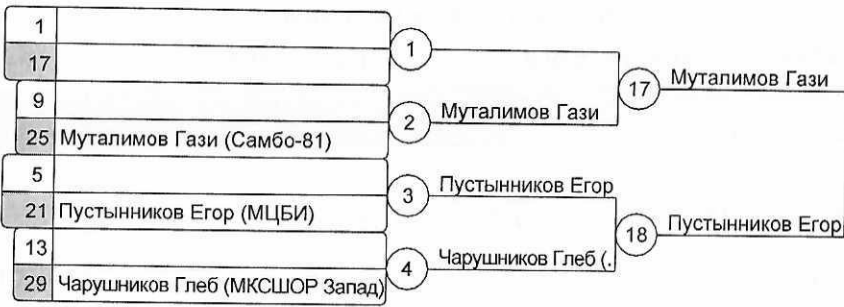 1
17
1
9
25 Муталимов Гази (Самбо-81)
2
Муталимов Гази
17
Муталимов Гази
5
21 Пустынников Егор (МЦБИ)
3
Пустынников Егор
13
29 Чарушников Глеб (МКСШОР Запад)
4
Чарушников Глеб (.
18
Пустынников Егор